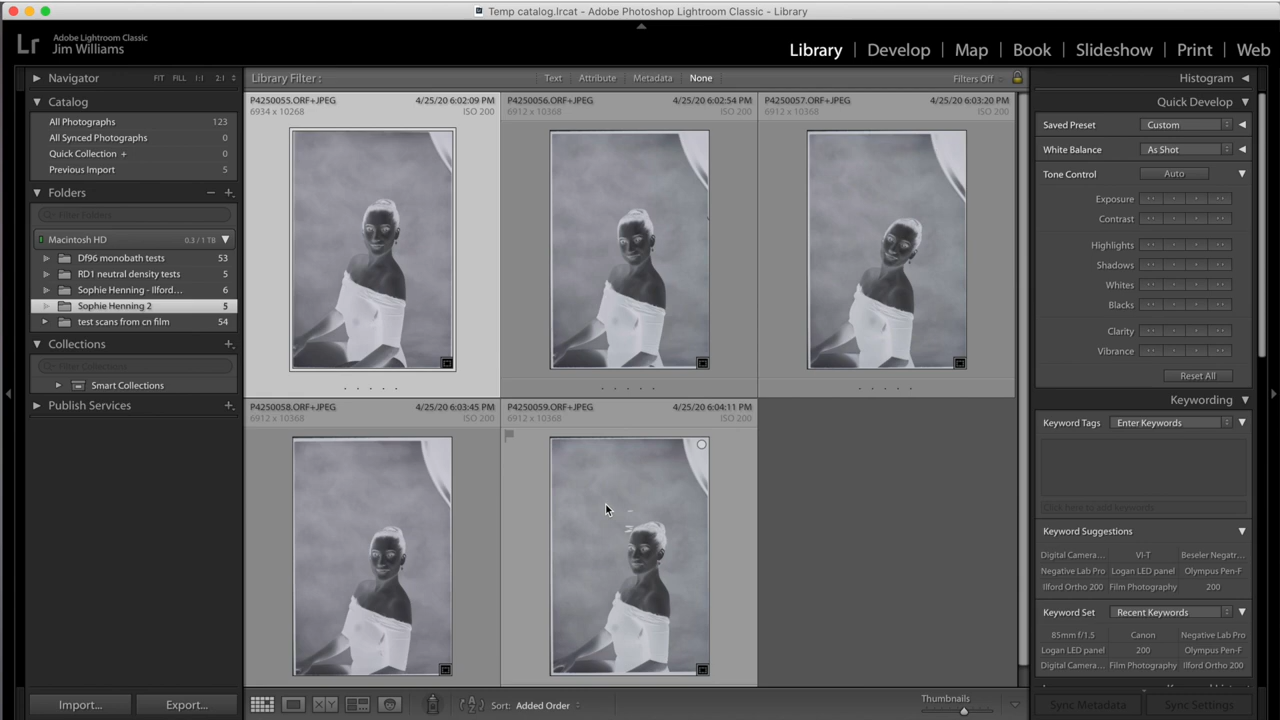 Temp catalog.lrcat - Adobe Photoshop Lightroom Classic - Library
Lr
Adobe Lightroom Classic
Jim Williams
Library | Develop | Map | Book | Slideshow | Print | Web
Navigator FIT FILL 1:1 2:1
Catalog
All Photographs 123
All Synced Photographs 0
Quick Collection + 0
Previous Import 5
Folders
Filter Folders
Macintosh HD 0.3 / 1 TB
Df96 monobath tests 53
RD1 neutral density tests 5
Sophie Henning - Ilford... 6
Sophie Henning 2 5
test scans from cn film 54
Collections
Filter Collections
Smart Collections
Publish Services
Import...
Export...
Library Filter :
Text Attribute Metadata None
Filters Off
P4250055.ORF+JPEG 4/25/20 6:02:09 PM
6934 x 10268 ISO 200
P4250056.ORF+JPEG 4/25/20 6:02:54 PM
6912 x 10368 ISO 200
P4250057.ORF+JPEG 4/25/20 6:03:20 PM
6912 x 10368 ISO 200
P4250058.ORF+JPEG 4/25/20 6:03:45 PM
6912 x 10368 ISO 200
P4250059.ORF+JPEG 4/25/20 6:04:11 PM
6912 x 10368 ISO 200
Sort: Added Order
Thumbnails
Histogram
Quick Develop
Saved Preset Custom
White Balance As Shot
Tone Control Auto
Exposure
Contrast
Highlights
Shadows
Whites
Blacks
Clarity
Vibrance
Reset All
Keywording
Keyword Tags Enter Keywords
Click here to add keywords
Keyword Suggestions
Digital Camera... VI-T Beseler Negatr...
Negative Lab Pro Logan LED panel Olympus Pen-F
Ilford Ortho 200 Film Photography 200
Keyword Set Recent Keywords
85mm f/1.5 Canon Negative Lab Pro
Logan LED panel 200 Olympus Pen-F
Digital Camera... Film Photography Ilford Ortho 200
Sync Metadata
Sync Settings